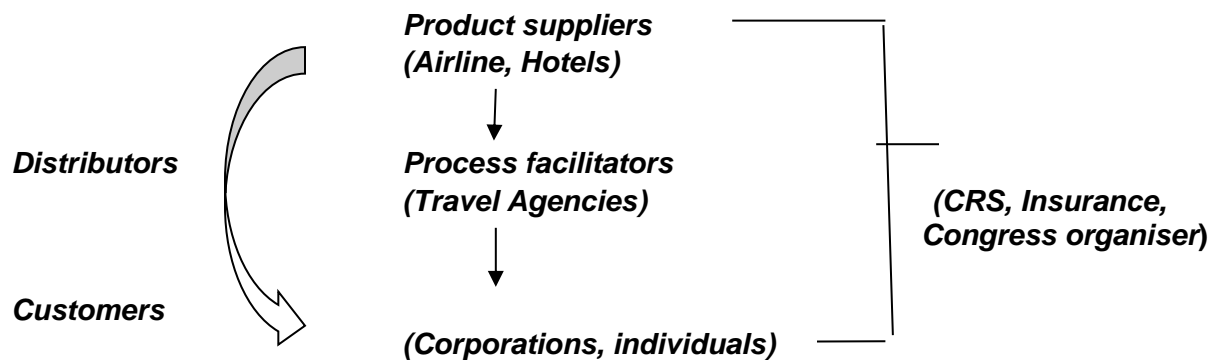 Product suppliers
(Airline, Hotels)
Distributors
Process facilitators
(Travel Agencies)
(CRS, Insurance,
Congress organiser)
Customers
(Corporations, individuals)